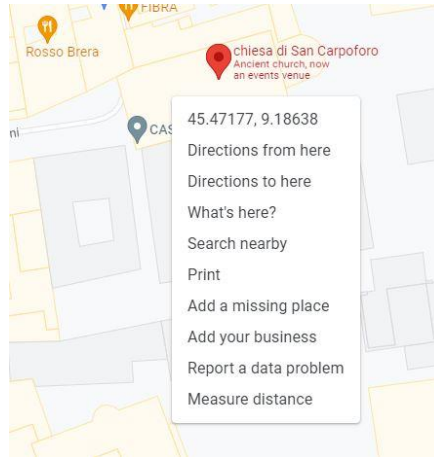 FIBRA
Rosso Brera
chiesa di San Carpoforo
Ancient church, now
an events venue
ni
CAS
45.47177, 9.18638
Directions from here
Directions to here
What's here?
Search nearby
Print
Add a missing place
Add your business
Report a data problem
Measure distance